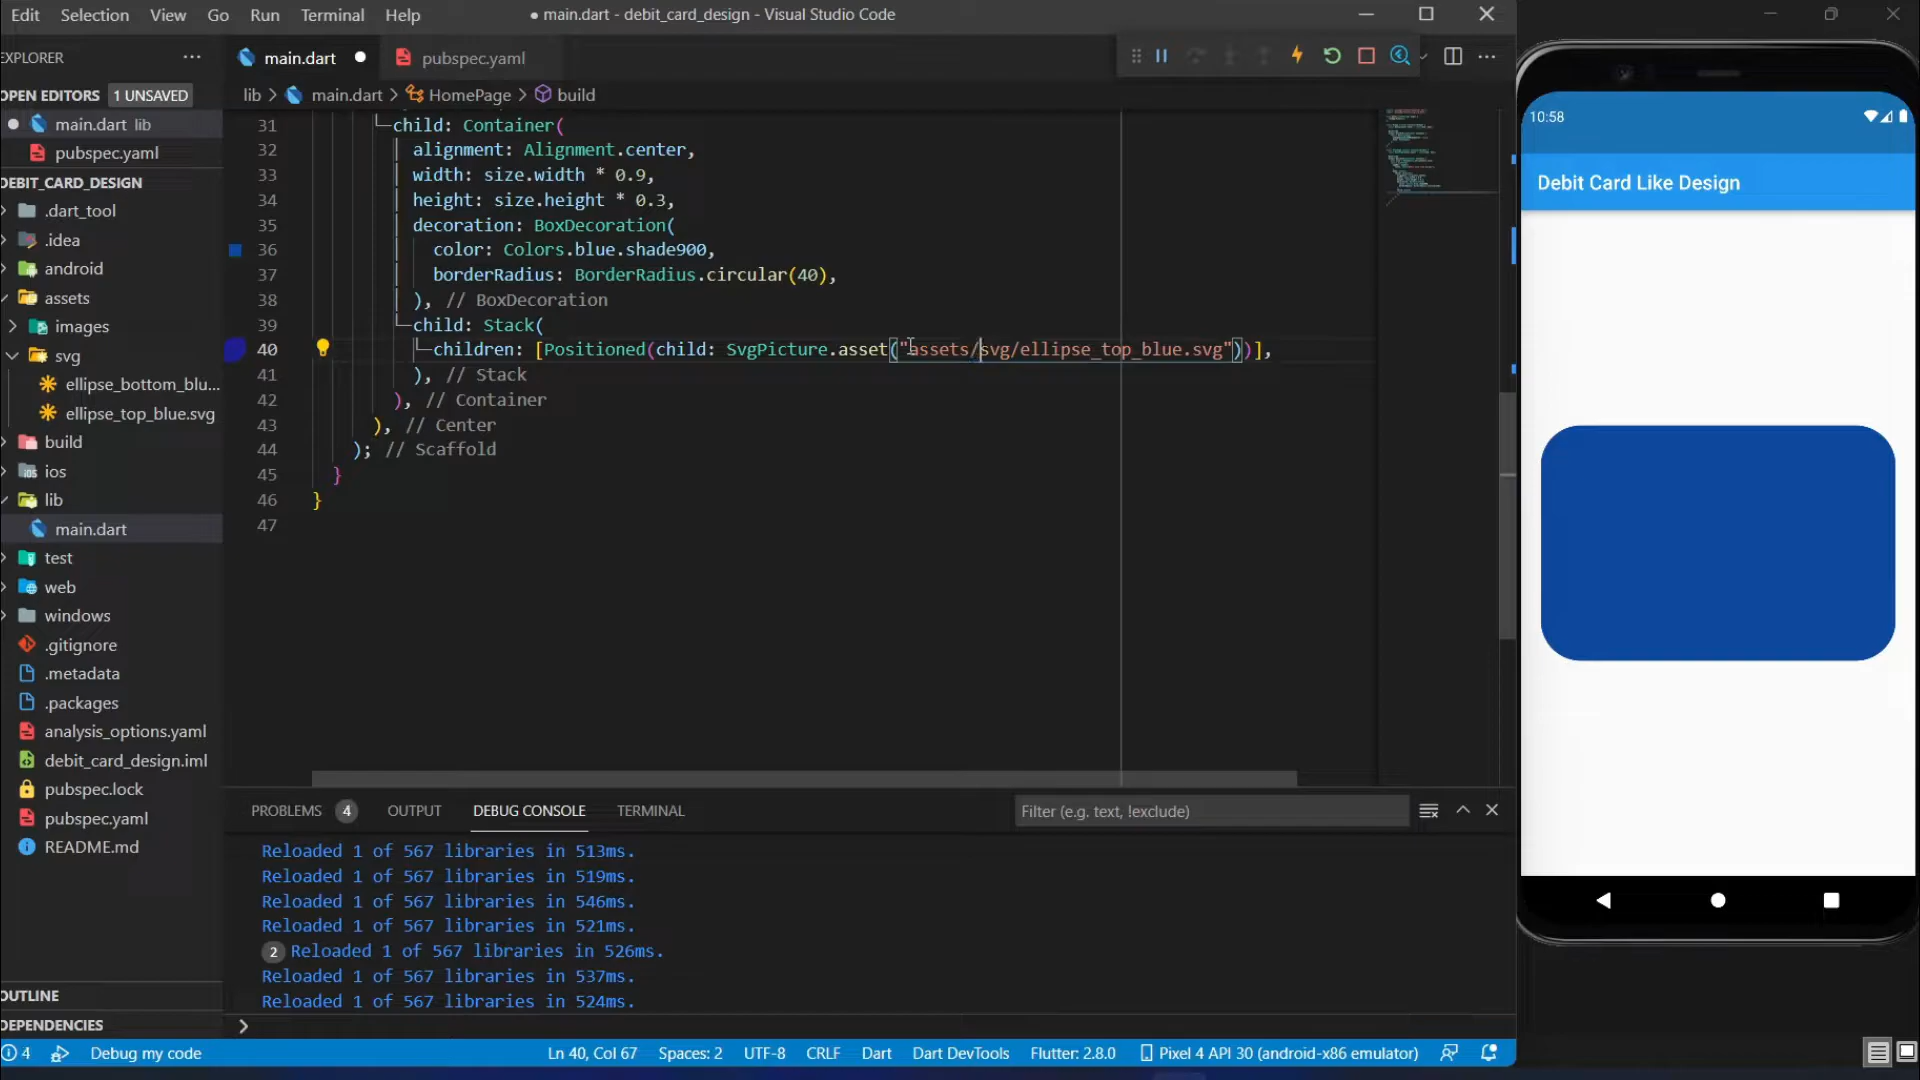 Edit Selection View Go Run Terminal Help
● main.dart - debit_card_design - Visual Studio Code
EXPLORER
main.dart
pubspec.yaml
OPEN EDITORS 1 UNSAVED
main.dart lib
pubspec.yaml
DEBIT_CARD_DESIGN
.dart_tool
.idea
android
assets
images
svg
ellipse_bottom_blu...
ellipse_top_blue.svg
build
ios
lib
main.dart
test
web
windows
.gitignore
.metadata
.packages
analysis_options.yaml
debit_card_design.iml
pubspec.lock
pubspec.yaml
README.md
OUTLINE
DEPENDENCIES
lib > main.dart > HomePage > build
31 child: Container(
32 alignment: Alignment.center,
33 width: size.width * 0.9,
34 height: size.height * 0.3,
35 decoration: BoxDecoration(
36 color: Colors.blue.shade900,
37 borderRadius: BorderRadius.circular(40),
38 ), // BoxDecoration
39 child: Stack(
40 children: [Positioned(child: SvgPicture.asset("assets/svg/ellipse_top_blue.svg"))],
41 ), // Stack
42 ), // Container
43 ), // Center
44 ); // Scaffold
45 }
46 }
47
PROBLEMS 4 OUTPUT DEBUG CONSOLE TERMINAL
Filter (e.g. text, !exclude)
Reloaded 1 of 567 libraries in 513ms.
Reloaded 1 of 567 libraries in 519ms.
Reloaded 1 of 567 libraries in 546ms.
Reloaded 1 of 567 libraries in 521ms.
2 Reloaded 1 of 567 libraries in 526ms.
Reloaded 1 of 567 libraries in 537ms.
Reloaded 1 of 567 libraries in 524ms.
4 Debug my code Ln 40, Col 67 Spaces: 2 UTF-8 CRLF Dart Dart DevTools Flutter: 2.8.0 Pixel 4 API 30 (android-x86 emulator)
10:58
Debit Card Like Design